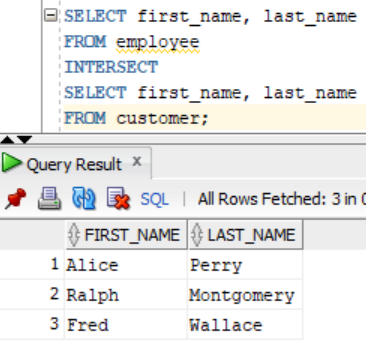 SELECT first_name, last_name
FROM employee
INTERSECT
SELECT first_name, last_name
FROM customer;
Query Result x
SQL | All Rows Fetched: 3 in 0
FIRST_NAME LAST_NAME
1 Alice Perry
2 Ralph Montgomery
3 Fred Wallace